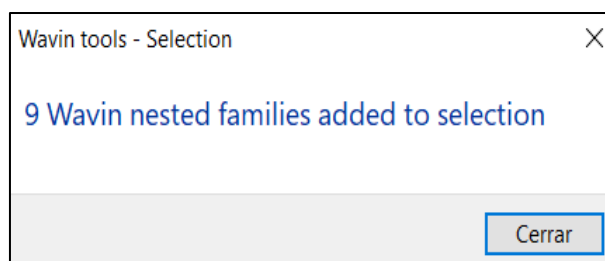 Wavin tools - Selection
9 Wavin nested families added to selection
Cerrar